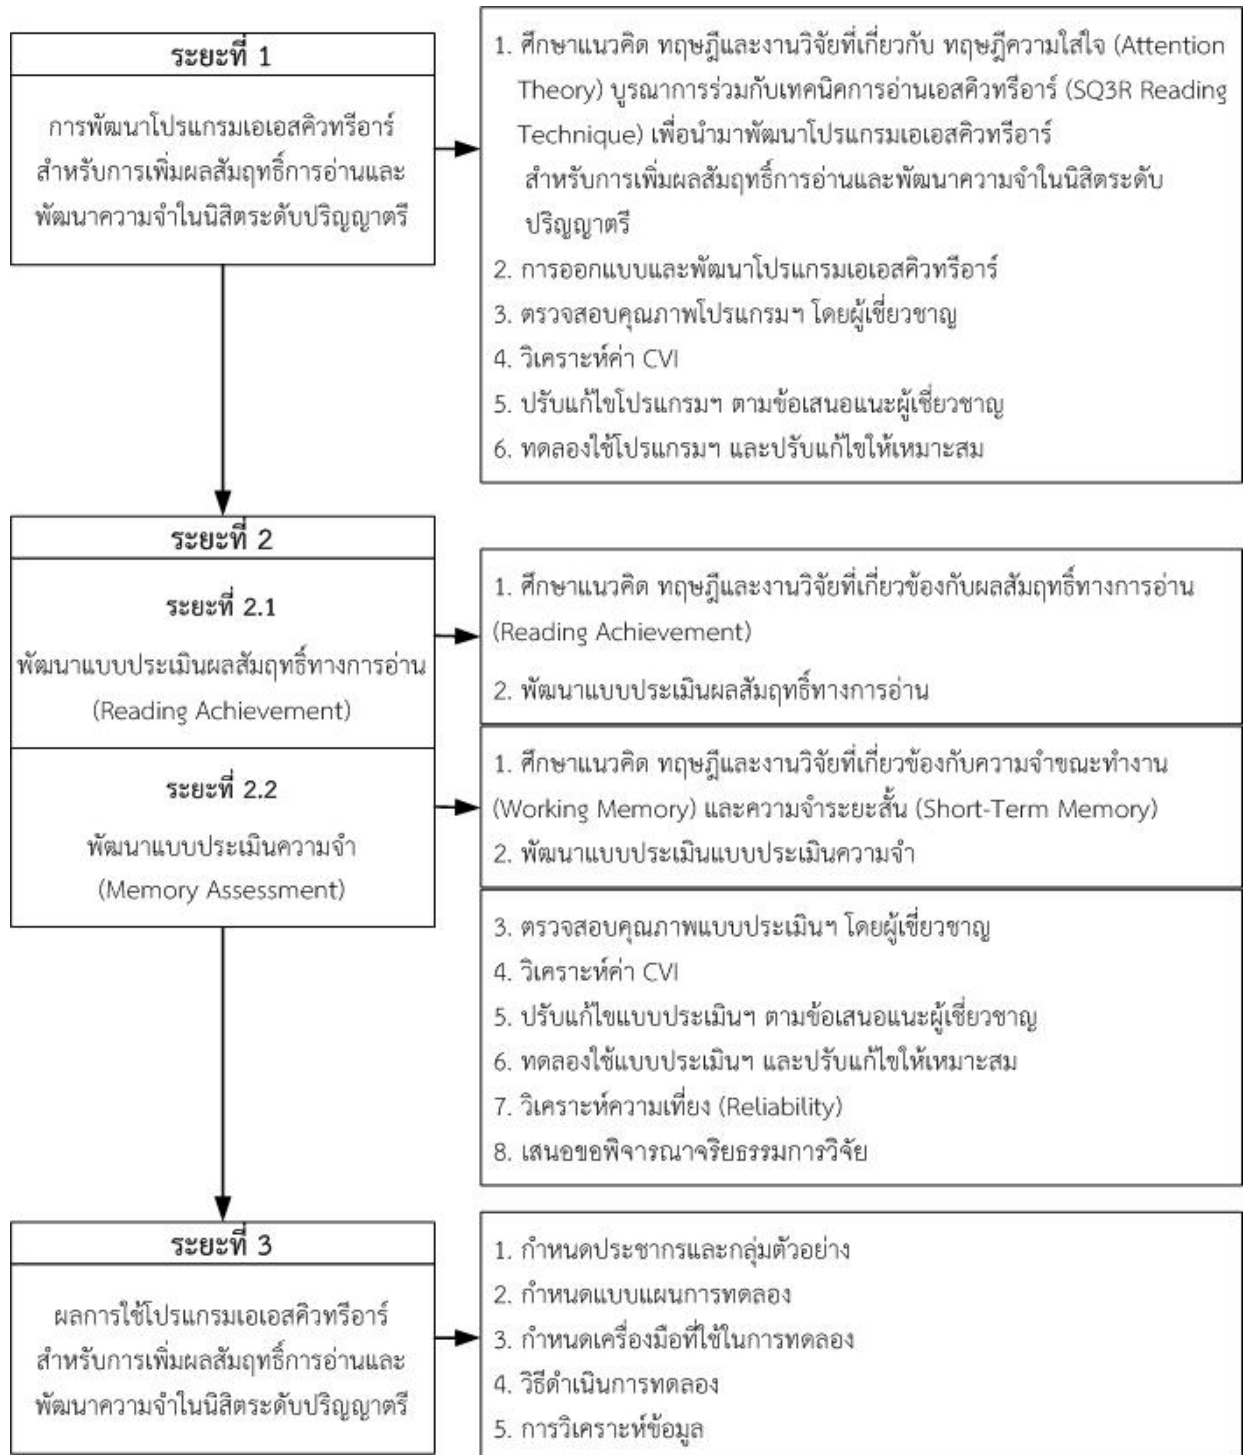 ระยะที่ 1
การพัฒนาโปรแกรมเอเอสคิวทรีอาร์
สำหรับการเพิ่มผลสัมฤทธิ์การอ่านและ
พัฒนาความจำในนิสิตระดับปริญญาตรี
1. ศึกษาแนวคิด ทฤษฎีและงานวิจัยที่เกี่ยวกับ ทฤษฎีความใส่ใจ (Attention
Theory) บูรณาการร่วมกับเทคนิคการอ่านเอสคิวทรีอาร์ (SQ3R Reading
Technique) เพื่อนำมาพัฒนาโปรแกรมเอเอสคิวทรีอาร์
สำหรับการเพิ่มผลสัมฤทธิ์การอ่านและพัฒนาความจำในนิสิตระดับ
ปริญญาตรี
2. การออกแบบและพัฒนาโปรแกรมเอเอสคิวทรีอาร์
3. ตรวจสอบคุณภาพโปรแกรมฯ โดยผู้เชี่ยวชาญ
4. วิเคราะห์ค่า CVI
5. ปรับแก้ไขโปรแกรมฯ ตามข้อเสนอแนะผู้เชี่ยวชาญ
6. ทดลองใช้โปรแกรมฯ และปรับแก้ไขให้เหมาะสม
ระยะที่ 2
ระยะที่ 2.1
พัฒนาแบบประเมินผลสัมฤทธิ์ทางการอ่าน
(Reading Achievement)
1. ศึกษาแนวคิด ทฤษฎีและงานวิจัยที่เกี่ยวข้องกับผลสัมฤทธิ์ทางการอ่าน
(Reading Achievement)
2. พัฒนาแบบประเมินผลสัมฤทธิ์ทางการอ่าน
ระยะที่ 2.2
พัฒนาแบบประเมินความจำ
(Memory Assessment)
1. ศึกษาแนวคิด ทฤษฎีและงานวิจัยที่เกี่ยวข้องกับความจำขณะทำงาน
(Working Memory) และความจำระยะสั้น (Short-Term Memory)
2. พัฒนาแบบประเมินแบบประเมินความจำ
3. ตรวจสอบคุณภาพแบบประเมินฯ โดยผู้เชี่ยวชาญ
4. วิเคราะห์ค่า CVI
5. ปรับแก้ไขแบบประเมินฯ ตามข้อเสนอแนะผู้เชี่ยวชาญ
6. ทดลองใช้แบบประเมินฯ และปรับแก้ไขให้เหมาะสม
7. วิเคราะห์ความเที่ยง (Reliability)
8. เสนอขอพิจารณาจริยธรรมการวิจัย
ระยะที่ 3
ผลการใช้โปรแกรมเอเอสคิวทรีอาร์
สำหรับการเพิ่มผลสัมฤทธิ์การอ่านและ
พัฒนาความจำในนิสิตระดับปริญญาตรี
1. กำหนดประชากรและกลุ่มตัวอย่าง
2. กำหนดแบบแผนการทดลอง
3. กำหนดเครื่องมือที่ใช้ในการทดลอง
4. วิธีดำเนินการทดลอง
5. การวิเคราะห์ข้อมูล